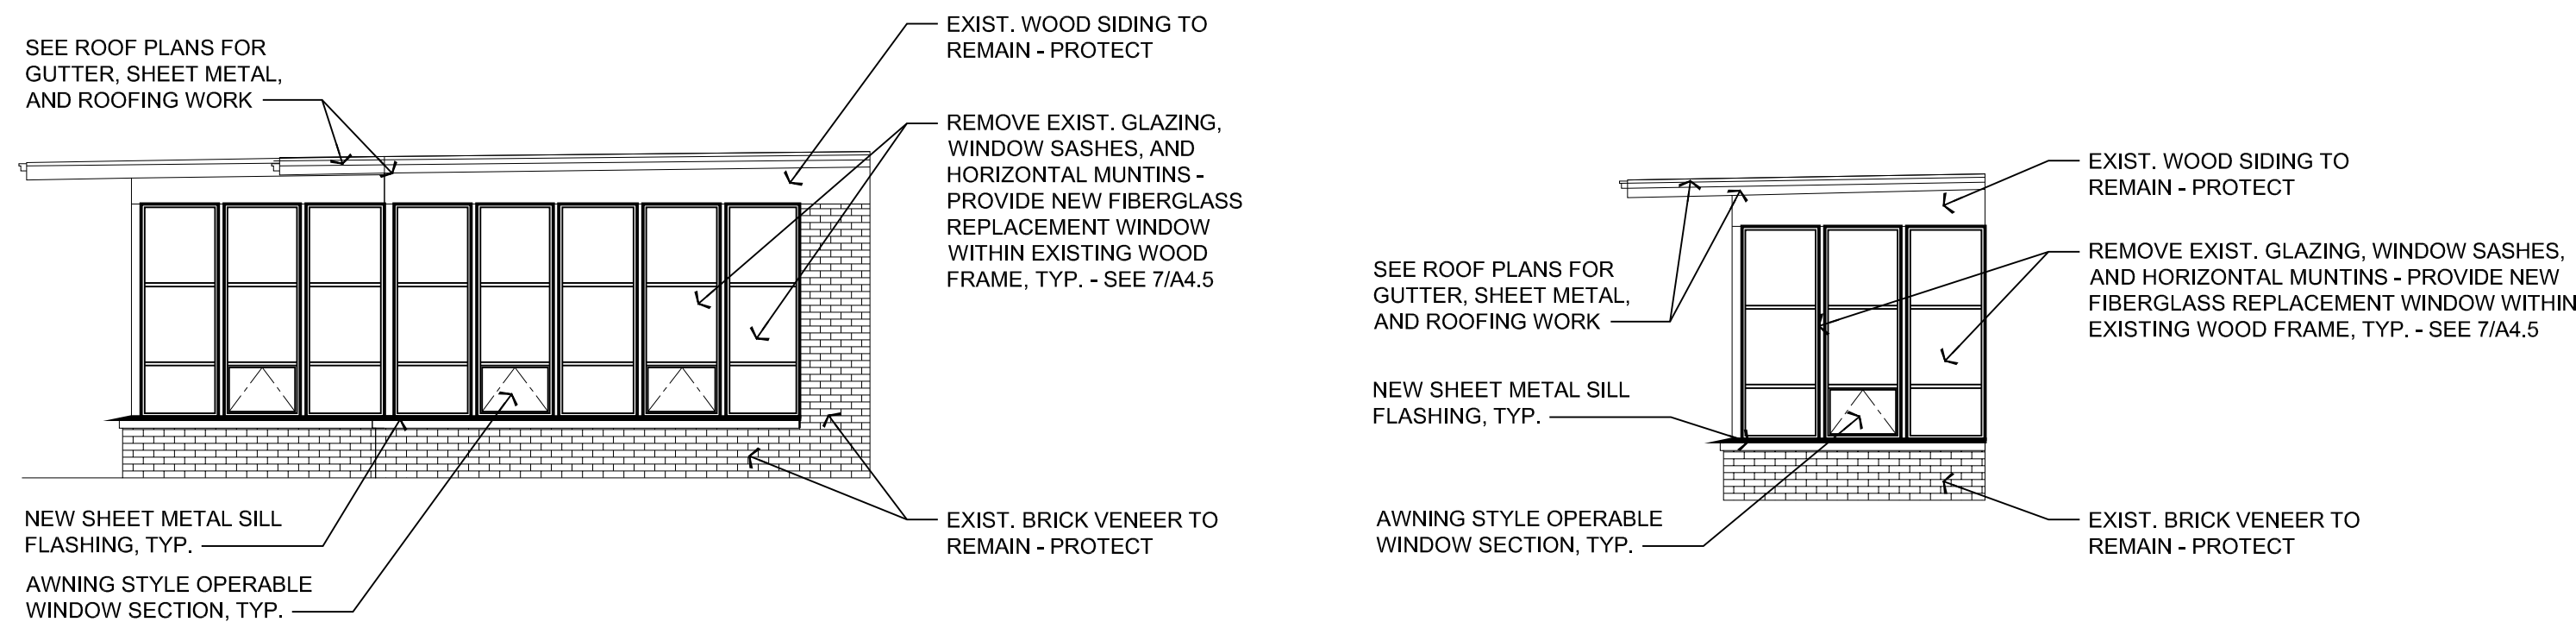 SEE ROOF PLANS FOR
GUTTER, SHEET METAL,
AND ROOFING WORK
EXIST. WOOD SIDING TO
REMAIN - PROTECT
REMOVE EXIST. GLAZING,
WINDOW SASHES, AND
HORIZONTAL MUNTINS -
PROVIDE NEW FIBERGLASS
REPLACEMENT WINDOW
WITHIN EXISTING WOOD
FRAME, TYP. - SEE 7/A4.5
NEW SHEET METAL SILL
FLASHING, TYP.
AWNING STYLE OPERABLE
WINDOW SECTION, TYP.
EXIST. BRICK VENEER TO
REMAIN - PROTECT
SEE ROOF PLANS FOR
GUTTER, SHEET METAL,
AND ROOFING WORK
NEW SHEET METAL SILL
FLASHING, TYP.
AWNING STYLE OPERABLE
WINDOW SECTION, TYP.
EXIST. WOOD SIDING TO
REMAIN - PROTECT
REMOVE EXIST. GLAZING, WINDOW SASHES,
AND HORIZONTAL MUNTINS - PROVIDE NEW
FIBERGLASS REPLACEMENT WINDOW WITHIN
EXISTING WOOD FRAME, TYP. - SEE 7/A4.5
EXIST. BRICK VENEER TO
REMAIN - PROTECT